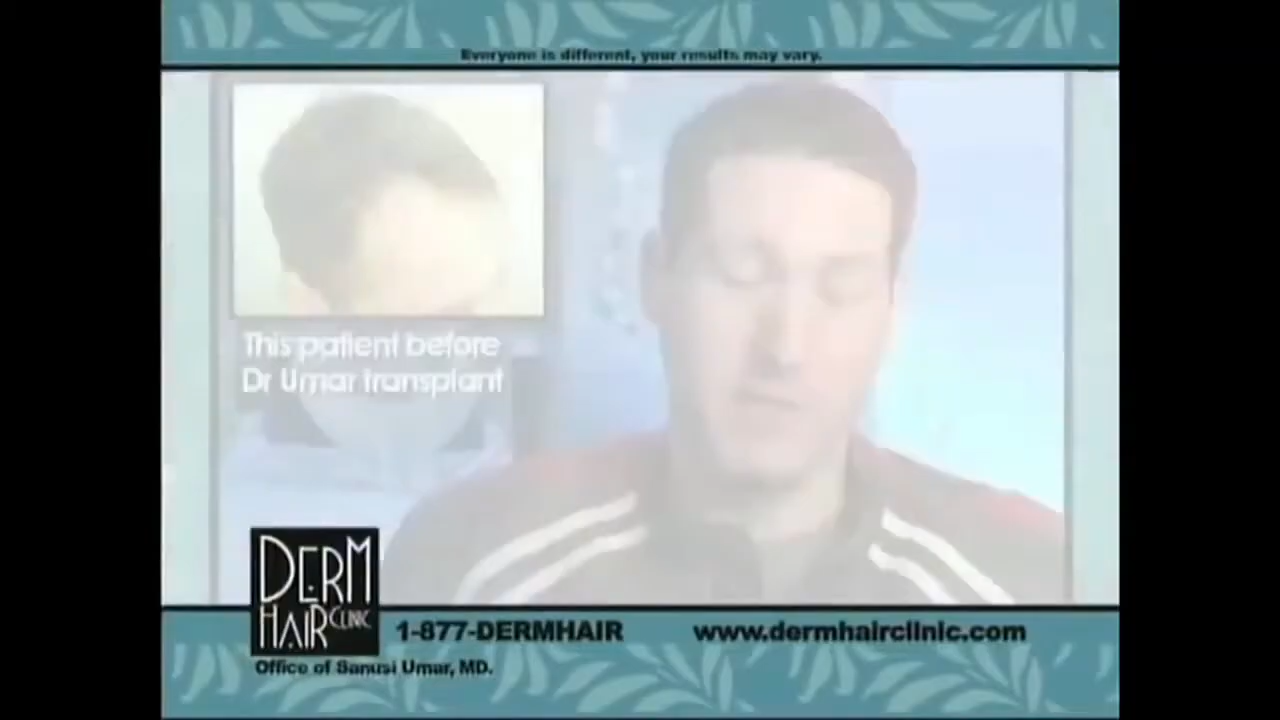 Everyone is different, your results may vary.
This patient before
Dr Umar transplant
DERM
HAIR CLINIC
1-877-DERMHAIR
www.dermhairclinic.com
Office of Sanusi Umar, MD.